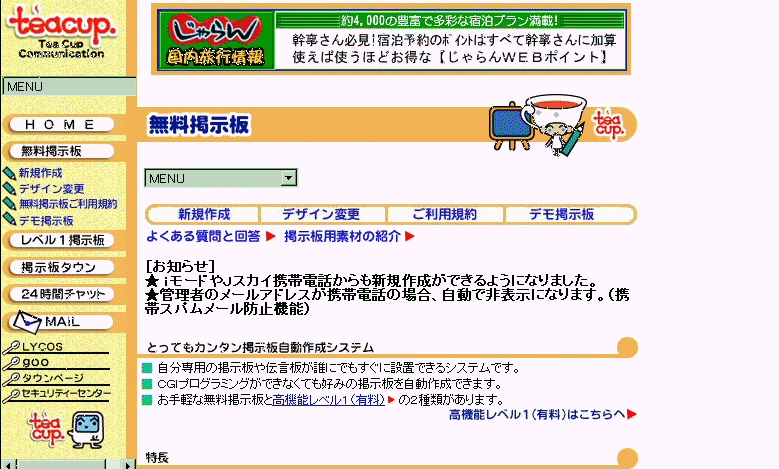 teacup.
Tea Cup
Communication
MENU
HOME
無料掲示板
新規作成
デザイン変更
無料掲示板ご利用規約
デモ掲示板
レベル1掲示板
掲示板タウン
24時間チャット
MAIL
LYCOS
goo
タウンページ
セキュリティーセンター
tea
cup.
じゃらん
国内旅行情報
約4,000の豊富で多彩な宿泊プラン満載!
幹事さん必見!宿泊予約のポイントはすべて幹事さんに加算
使えば使うほどお得な【じゃらんWEBポイント】
無料掲示板
tea
cup.
MENU
新規作成 デザイン変更 ご利用規約 デモ掲示板
よくある質問と回答 ▶ 掲示板用素材の紹介 ▶
[お知らせ]
★iモードやJスカイ携帯電話からも新規作成ができるようになりました。
★管理者のメールアドレスが携帯電話の場合、自動で非表示になります。(携
帯スパムメール防止機能)
とってもカンタン掲示板自動作成システム
自分専用の掲示板や伝言板が誰にでもすぐに設置できるシステムです。
CGIプログラミングができなくても好みの掲示板を自動作成できます。
お手軽な無料掲示板と高機能レベル1(有料)▶の2種類があります。
高機能レベル1(有料)はこちらへ▶
特長